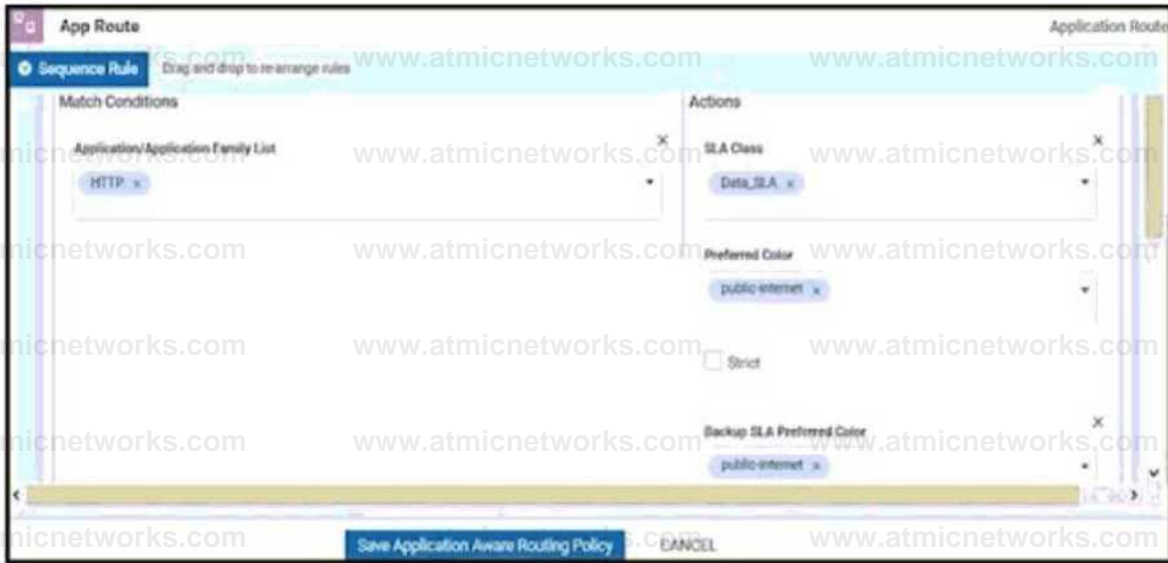 App Route
Application Route
Sequence Rule
Drag and drop to re-arrange rules
Match Conditions
Actions
Application/Application Family List
SLA Class
HTTP
Data_SLA
Preferred Color
public-internet
Strict
Backup SLA Preferred Color
public-internet
Save Application Aware Routing Policy
CANCEL
www.atmicnetworks.com
www.atmicnetworks.com
www.atmicnetworks.com
www.atmicnetworks.com
www.atmicnetworks.com
www.atmicnetworks.com
www.atmicnetworks.com
www.atmicnetworks.com
www.atmicnetworks.com
www.atmicnetworks.com